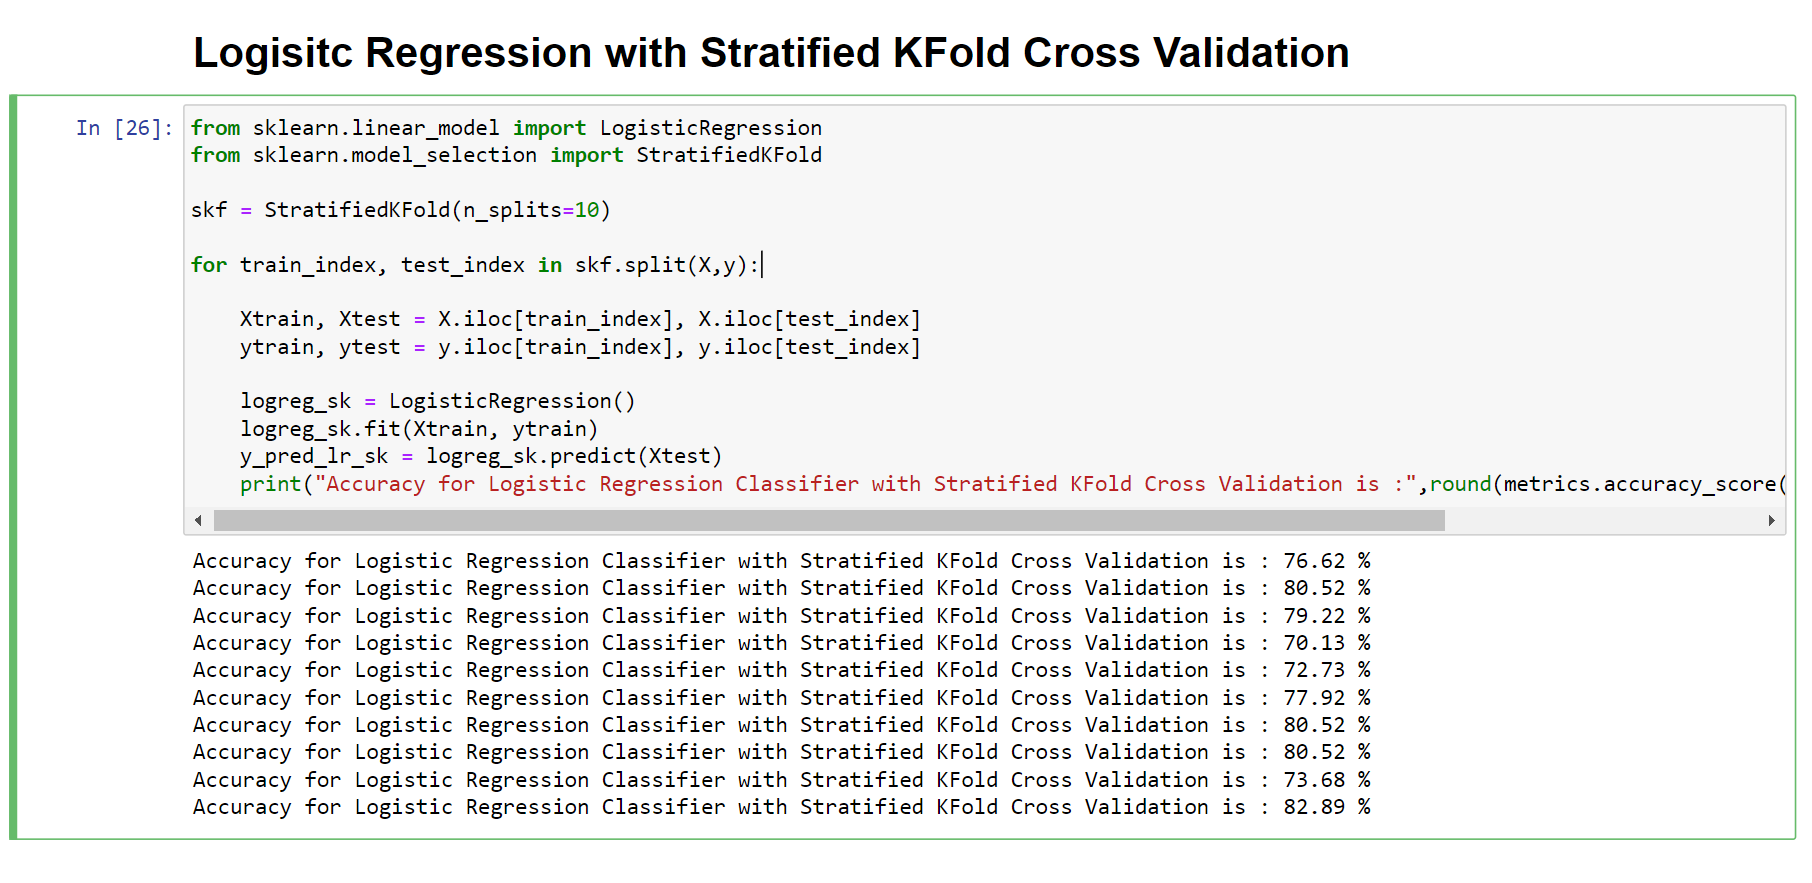 Logisitc Regression with Stratified KFold Cross Validation
In [26]:
from sklearn.linear_model import LogisticRegression
from sklearn.model_selection import StratifiedKFold
skf = StratifiedKFold(n_splits=10)
for train_index, test_index in skf.split(X,y):
Xtrain, Xtest = X.iloc[train_index], X.iloc[test_index]
ytrain, ytest = y.iloc[train_index], y.iloc[test_index]
logreg_sk = LogisticRegression()
logreg_sk.fit(Xtrain, ytrain)
y_pred_lr_sk = logreg_sk.predict(Xtest)
print("Accuracy for Logistic Regression Classifier with Stratified KFold Cross Validation is :",round(metrics.accuracy_score(
Accuracy for Logistic Regression Classifier with Stratified KFold Cross Validation is : 76.62 %
Accuracy for Logistic Regression Classifier with Stratified KFold Cross Validation is : 80.52 %
Accuracy for Logistic Regression Classifier with Stratified KFold Cross Validation is : 79.22 %
Accuracy for Logistic Regression Classifier with Stratified KFold Cross Validation is : 70.13 %
Accuracy for Logistic Regression Classifier with Stratified KFold Cross Validation is : 72.73 %
Accuracy for Logistic Regression Classifier with Stratified KFold Cross Validation is : 77.92 %
Accuracy for Logistic Regression Classifier with Stratified KFold Cross Validation is : 80.52 %
Accuracy for Logistic Regression Classifier with Stratified KFold Cross Validation is : 80.52 %
Accuracy for Logistic Regression Classifier with Stratified KFold Cross Validation is : 73.68 %
Accuracy for Logistic Regression Classifier with Stratified KFold Cross Validation is : 82.89 %